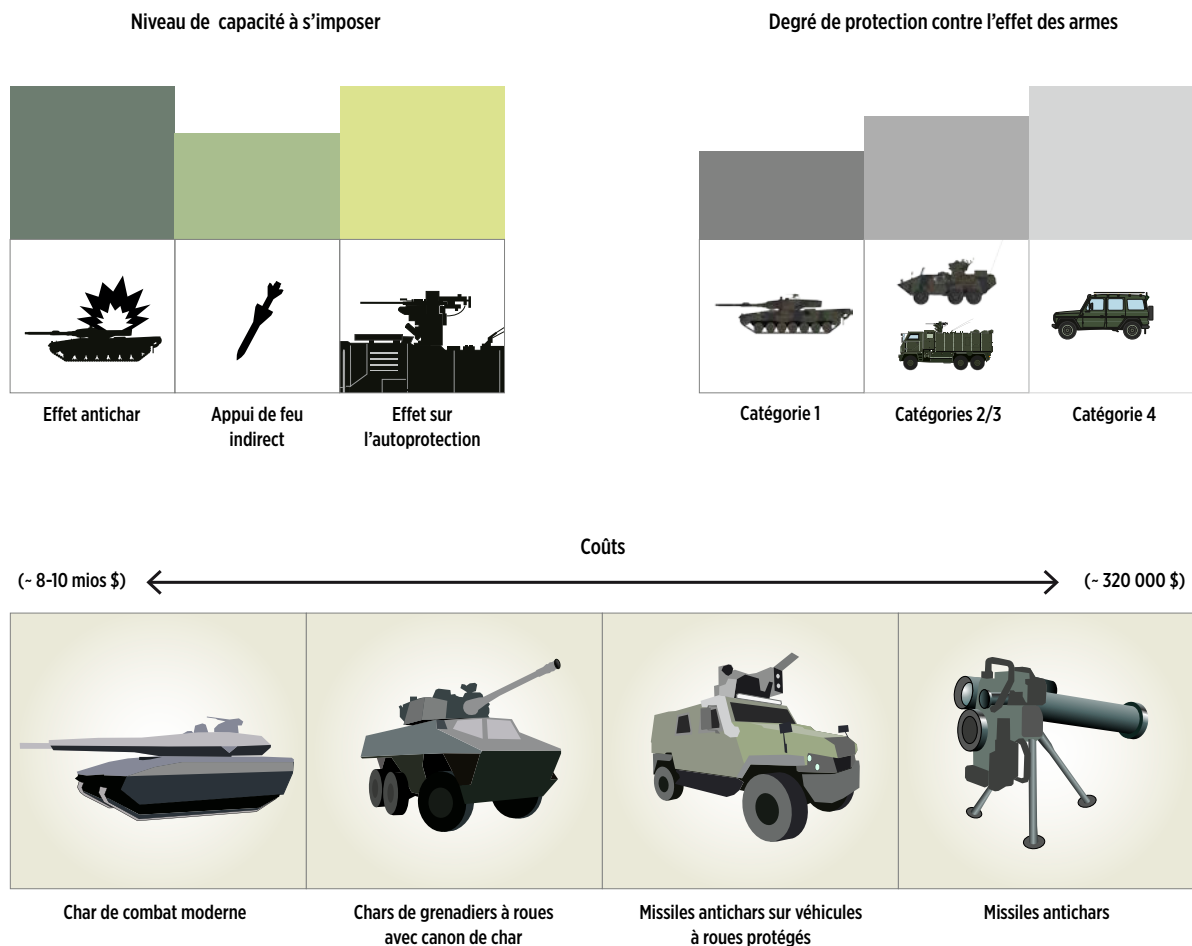 Niveau de capacité à s'imposer
Degré de protection contre l'effet des armes
Effet antichar
Appui de feu
indirect
Effet sur
l'autoprotection
Catégorie 1
Catégories 2/3
Catégorie 4
Coûts
(~ 8-10 mios $)
(~ 320 000 $)
Char de combat moderne
Chars de grenadiers à roues
avec canon de char
Missiles antichars sur véhicules
à roues protégés
Missiles antichars